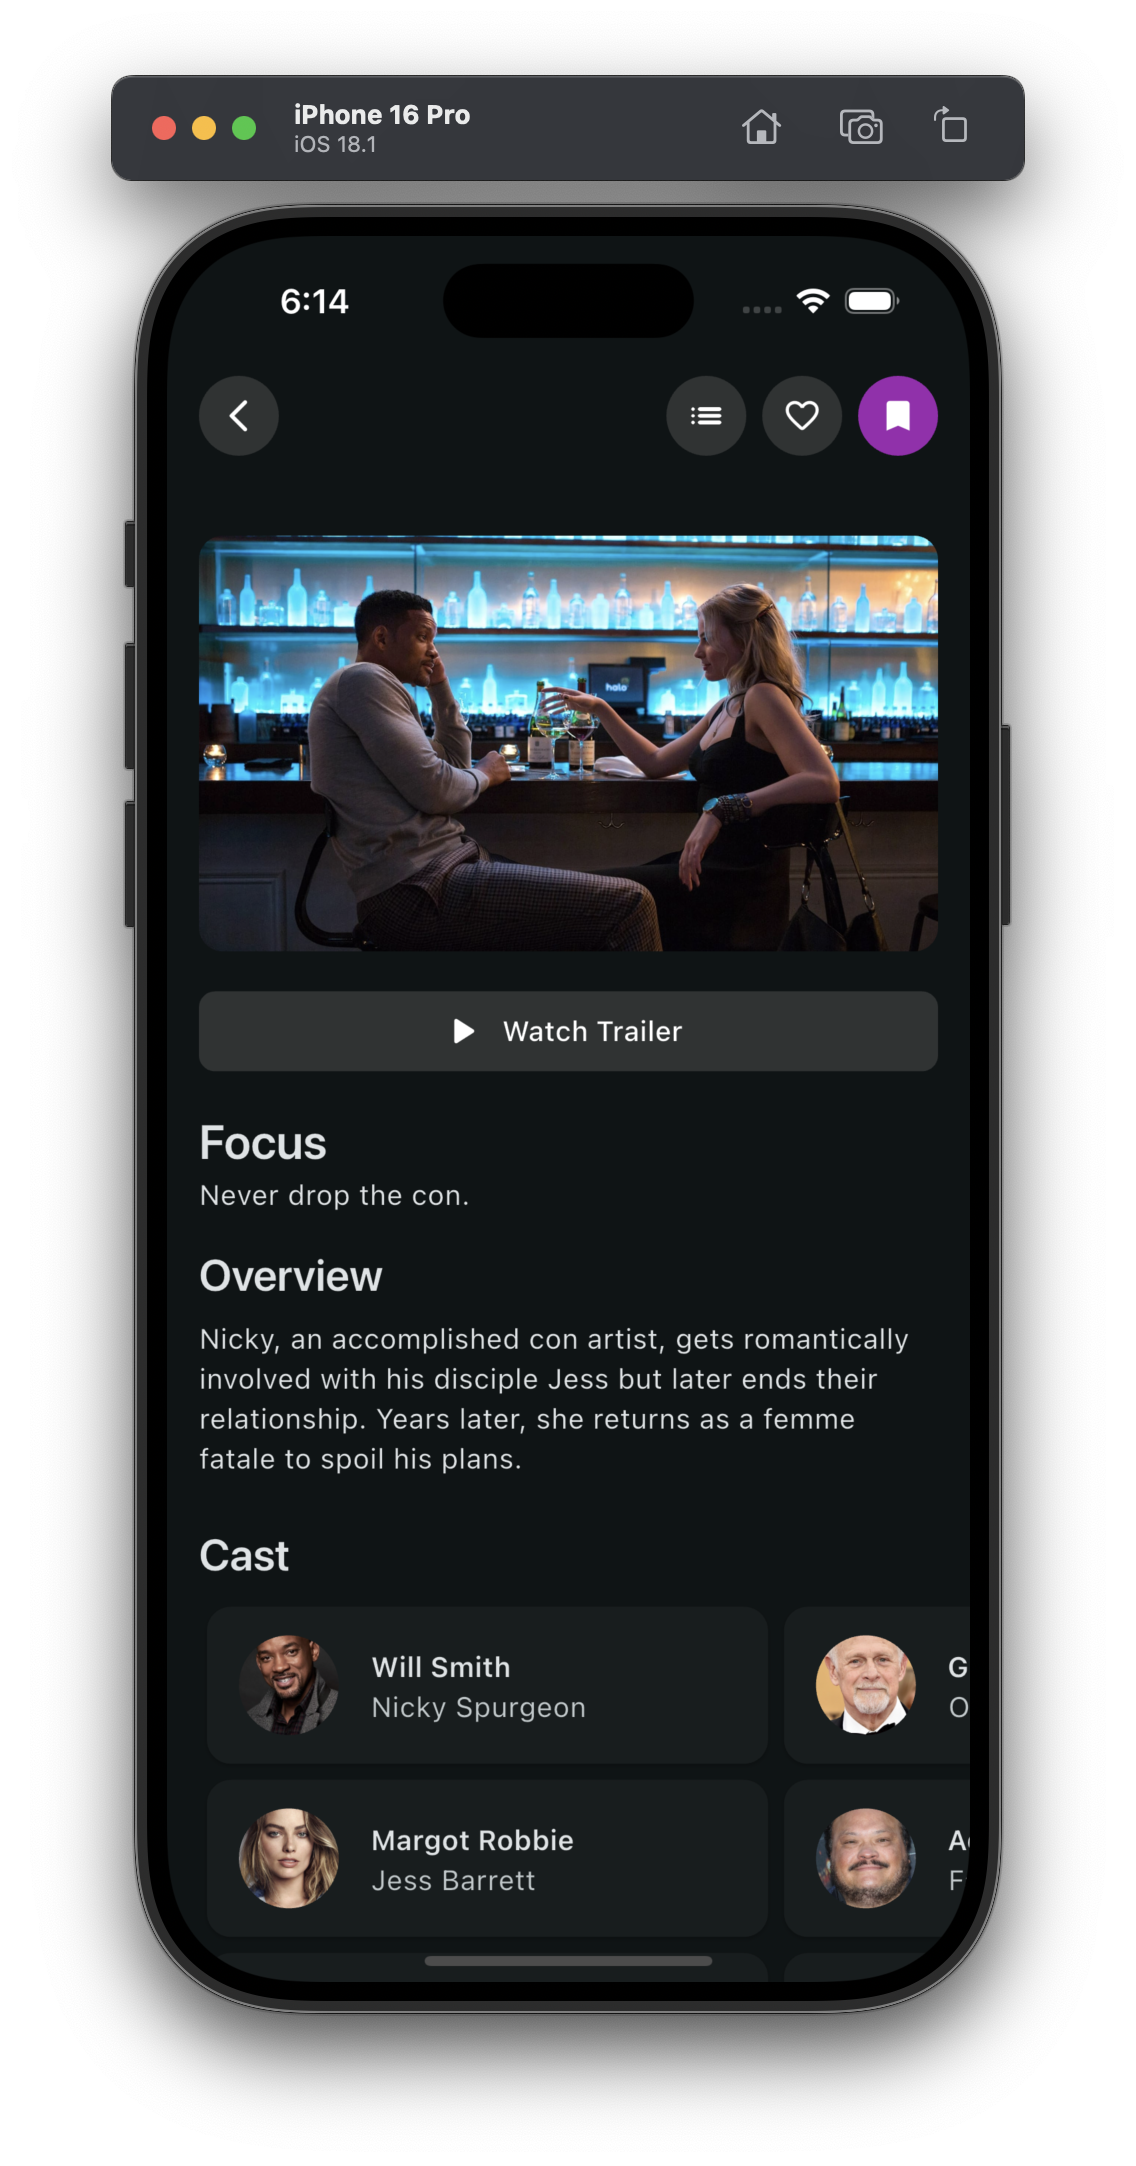 iPhone 16 Pro
iOS 18.1
6:14
halo
Watch Trailer
Focus
Never drop the con.
Overview
Nicky, an accomplished con artist, gets romantically
involved with his disciple Jess but later ends their
relationship. Years later, she returns as a femme
fatale to spoil his plans.
Cast
Will Smith
Nicky Spurgeon
G
O
Margot Robbie
Jess Barrett
A
F